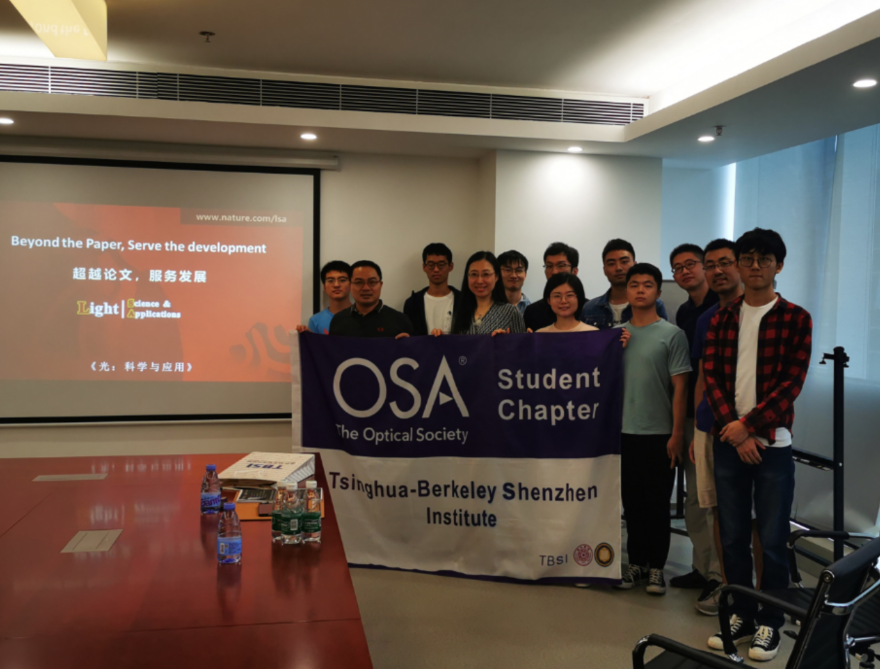 www.nature.com/lsa
Beyond the Paper, Serve the development
超越论文，服务发展
Light | Science &
Applications
《光：科学与应用》
OSA®
The Optical Society
Student
Chapter
Tsinghua-Berkeley Shenzhen
Institute
TBSI
TBSI